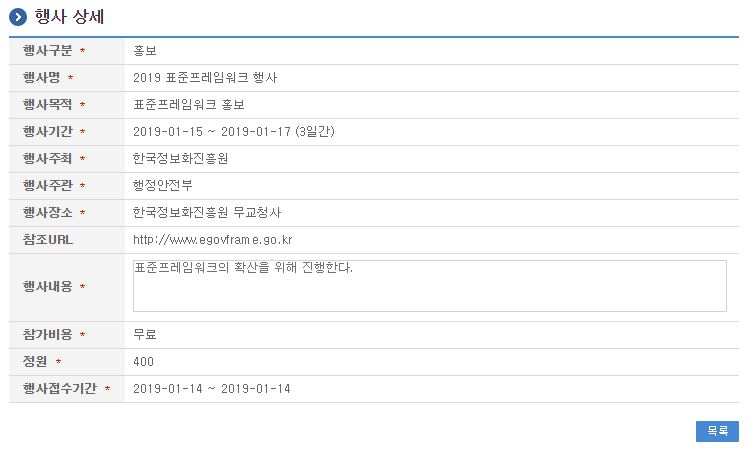 행사 상세
행사구분 * 홍보
행사명 * 2019 표준프레임워크 행사
행사목적 * 표준프레임워크 홍보
행사기간 * 2019-01-15 ~ 2019-01-17 (3일간)
행사주최 * 한국정보화진흥원
행사주관 * 행정안전부
행사장소 * 한국정보화진흥원 무교청사
참조URL http://www.egovframe.go.kr
행사내용 * 표준프레임워크의 확산을 위해 진행한다.
참가비용 * 무료
정원 * 400
행사접수기간 * 2019-01-14 ~ 2019-01-14
목록